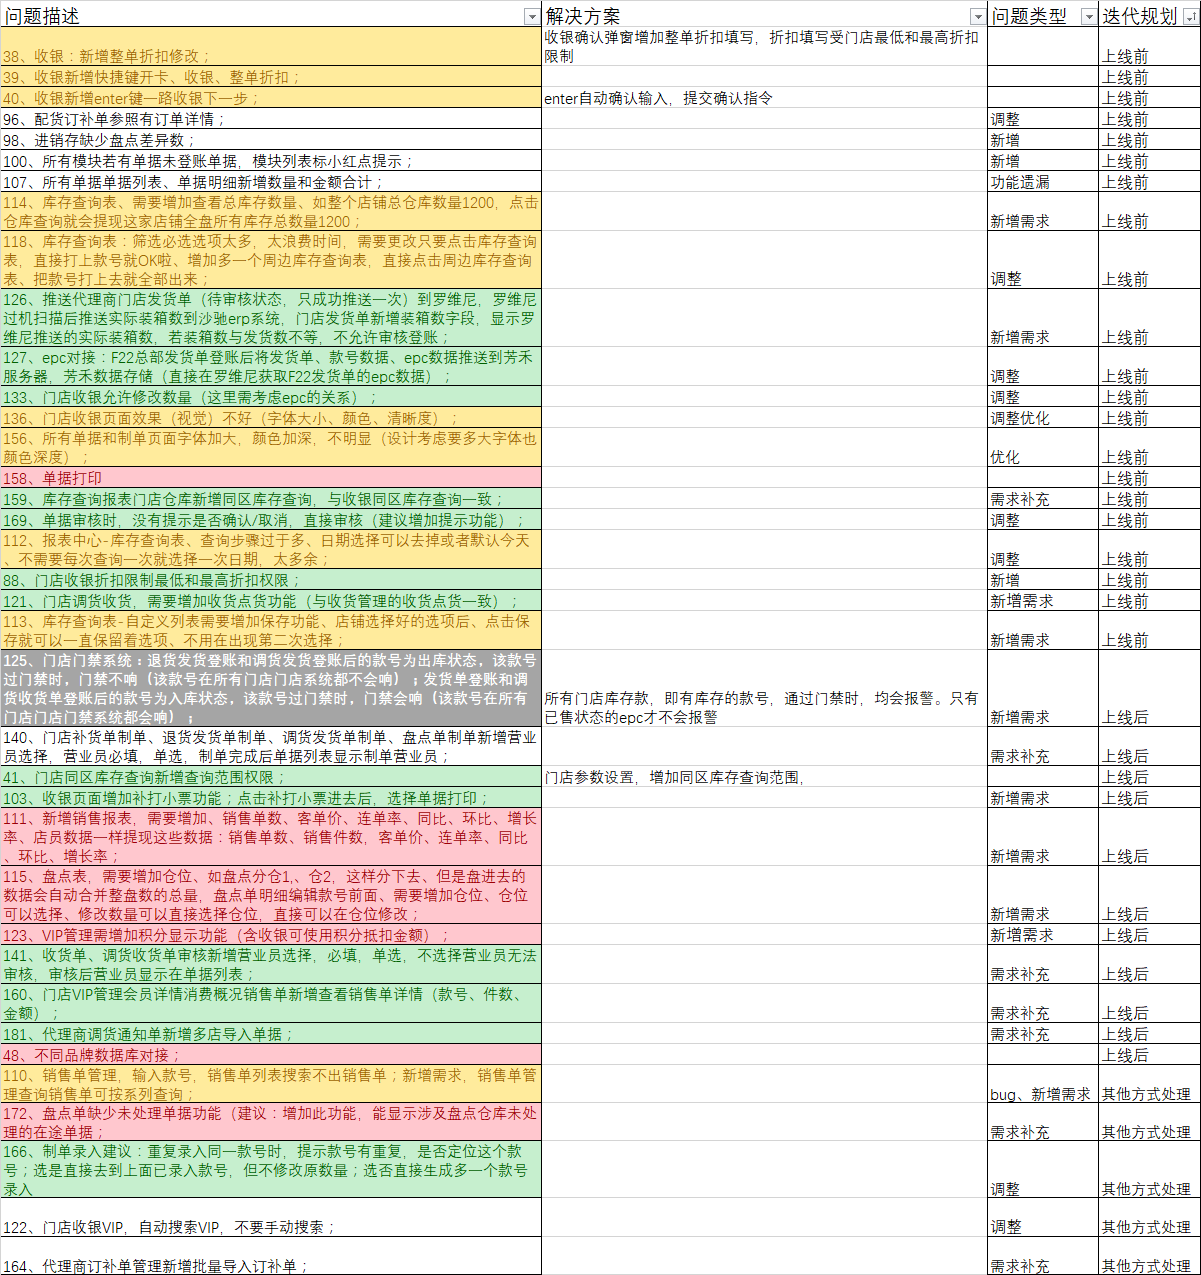 问题描述 解决方案 问题类型 迭代规划
收银确认弹窗增加整单折扣填写，折扣填写受门店最低和最高折扣
38、收银：新增整单折扣修改； 限制 上线前
39、收银新增快捷键开卡、收银、整单折扣； 上线前
40、收银新增enter键一路收银下一步； enter自动确认输入，提交确认指令 上线前
96、配货订补单参照有订单详情； 调整 上线前
98、进销存缺少盘点差异数； 新增 上线前
100、所有模块若有单据未登账单据，模块列表标小红点提示； 新增 上线前
107、所有单据单据列表、单据明细新增数量和金额合计； 功能遗漏 上线前
114、库存查询表、需要增加查看总库存数量、如整个店铺总仓库数量1200，点击
仓库查询就会提现这家店铺全盘所有库存总数量1200； 新增需求 上线前
118、库存查询表：筛选必选选项太多，太浪费时间，需要更改只要点击库存查询
表，直接打上款号就OK啦、增加多一个周边库存查询表，直接点击周边库存查询
表、把款号打上去就全部出来； 调整 上线前
126、推送代理商门店发货单（待审核状态，只成功推送一次）到罗维尼，罗维尼
过机扫描后推送实际装箱数到沙驰erp系统，门店发货单新增装箱数字段，显示罗
维尼推送的实际装箱数，若装箱数与发货数不等，不允许审核登账； 新增需求 上线前
127、epc对接：F22总部发货单登账后将发货单、款号数据、epc数据推送到芳禾
服务器，芳禾数据存储（直接在罗维尼获取F22发货单的epc数据）； 调整 上线前
133、门店收银允许修改数量（这里需考虑epc的关系）； 调整 上线前
136、门店收银页面效果（视觉）不好（字体大小、颜色、清晰度）； 调整优化 上线前
156、所有单据和制单页面字体加大，颜色加深，不明显（设计考虑要多大字体也
颜色深度）； 优化 上线前
158、单据打印 上线前
159、库存查询报表门店仓库新增同区库存查询，与收银同区库存查询一致； 需求补充 上线前
169、单据审核时，没有提示是否确认/取消，直接审核（建议增加提示功能）； 调整 上线前
112、报表中心-库存查询表、查询步骤过于多、日期选择可以去掉或者默认今天
、不需要每次查询一次就选择一次日期，太多余； 调整 上线前
88、门店收银折扣限制最低和最高折扣权限； 新增 上线前
121、门店调货收货，需要增加收货点货功能（与收货管理的收货点货一致）； 新增需求 上线前
113、库存查询表-自定义列表需要增加保存功能、店铺选择好的选项后、点击保
存就可以一直保留着选项、不用在出现第二次选择； 新增需求 上线前
125、门店门禁系统：退货发货登账和调货发货登账后的款号为出库状态，该款号
过门禁时，门禁不响（该款号在所有门店门店系统都不会响）；发货单登账和调
货收货单登账后的款号为入库状态，该款号过门禁时，门禁会响（该款号在所有 所有门店库存款，即有库存的款号，通过门禁时，均会报警。只有
门店门店门禁系统都会响）； 已售状态的epc才不会报警 新增需求 上线后
140、门店补货单制单、退货发货单制单、调货发货单制单、盘点单制单新增营业
员选择，营业员必填，单选，制单完成后单据列表显示制单营业员； 需求补充 上线后
41、门店同区库存查询新增查询范围权限； 门店参数设置，增加同区库存查询范围， 上线后
103、收银页面增加补打小票功能；点击补打小票进去后，选择单据打印； 新增需求 上线后
111、新增销售报表，需要增加、销售单数、客单价、连单率、同比、环比、增长
率、店员数据一样提现这些数据：销售单数、销售件数，客单价、连单率、同比
、环比、增长率； 新增需求 上线后
115、盘点表，需要增加仓位、如盘点分仓1,、仓2，这样分下去、但是盘进去的
数据会自动合并整盘数的总量，盘点单明细编辑款号前面、需要增加仓位、仓位
可以选择、修改数量可以直接选择仓位，直接可以在仓位修改； 新增需求 上线后
123、VIP管理需增加积分显示功能（含收银可使用积分抵扣金额）； 新增需求 上线后
141、收货单、调货收货单审核新增营业员选择，必填，单选，不选择营业员无法
审核，审核后营业员显示在单据列表； 需求补充 上线后
160、门店VIP管理会员详情消费概况销售单新增查看销售单详情（款号、件数、
金额）； 需求补充 上线后
181、代理商调货通知单新增多店导入单据； 需求补充 上线后
48、不同品牌数据库对接； 上线后
110、销售单管理，输入款号，销售单列表搜索不出销售单；新增需求，销售单管
理查询销售单可按系列查询； bug、新增需求 其他方式处理
172、盘点单缺少未处理单据功能（建议：增加此功能，能显示涉及盘点仓库未处
理的在途单据； 需求补充 其他方式处理
166、制单录入建议：重复录入同一款号时，提示款号有重复，是否定位这个款
号；选是直接去到上面已录入款号，但不修改原数量；选否直接生成多一个款号
录入 调整 其他方式处理
122、门店收银VIP，自动搜索VIP，不要手动搜索； 调整 其他方式处理
164、代理商订补单管理新增批量导入订补单； 需求补充 其他方式处理